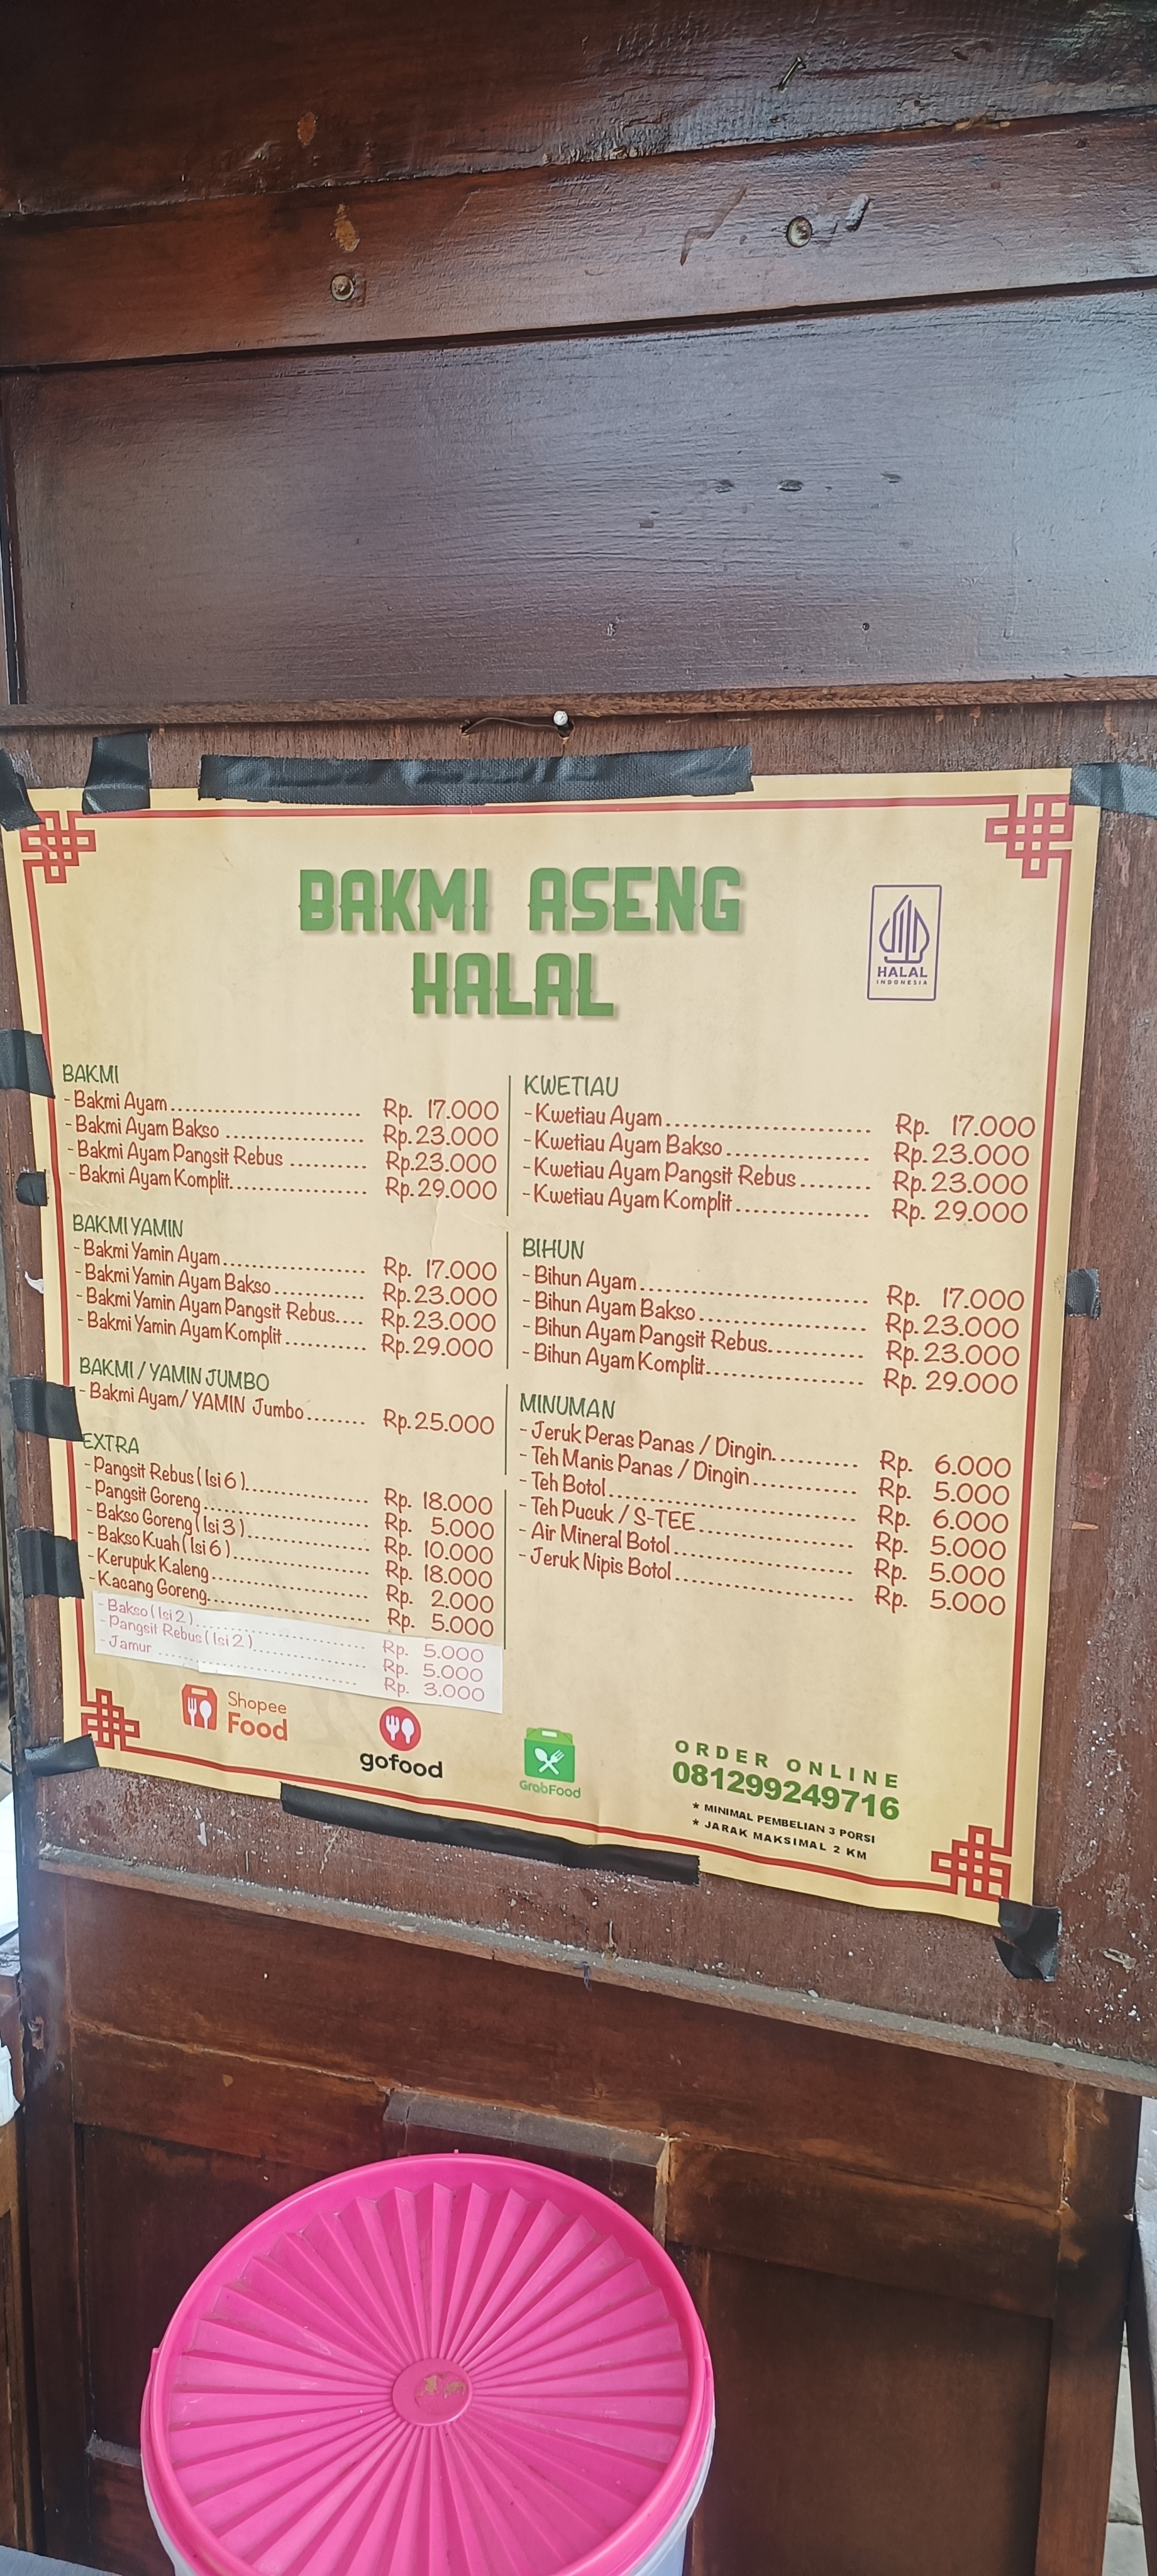 BAKMI ASENG
HALAL
HALAL
INDONESIA
BAKMI
- Bakmi Ayam ........................... Rp. 17.000
- Bakmi Ayam Bakso .................... Rp. 23.000
- Bakmi Ayam Pangsit Rebus .......... Rp. 23.000
- Bakmi Ayam Komplit................... Rp. 29.000
BAKMI YAMIN
- Bakmi Yamin Ayam..................... Rp. 17.000
- Bakmi Yamin Ayam Bakso ............. Rp. 23.000
- Bakmi Yamin Ayam Pangsit Rebus.... Rp. 23.000
- Bakmi Yamin Ayam Komplit ........... Rp. 29.000
BAKMI / YAMIN JUMBO
- Bakmi Ayam/ YAMIN Jumbo ........ Rp. 25.000
EXTRA
- Pangsit Rebus ( Isi 6 )................. Rp. 18.000
- Pangsit Goreng ........................ Rp. 5.000
- Bakso Goreng ( Isi 3 )................. Rp. 10.000
- Bakso Kuah ( Isi 6 ).................... Rp. 18.000
- Kerupuk Kaleng ....................... Rp. 2.000
- Kacang Goreng........................ Rp. 5.000
- Bakso ( Isi 2 )......................... Rp. 5.000
- Pangsit Rebus ( Isi 2 )................. Rp. 5.000
- Jamur ................................. Rp. 3.000
KWETIAU
- Kwetiau Ayam ......................... Rp. 17.000
- Kwetiau Ayam Bakso .................. Rp. 23.000
- Kwetiau Ayam Pangsit Rebus ........ Rp. 23.000
- Kwetiau Ayam Komplit ................ Rp. 29.000
BIHUN
- Bihun Ayam ............................ Rp. 17.000
- Bihun Ayam Bakso ..................... Rp. 23.000
- Bihun Ayam Pangsit Rebus............ Rp. 23.000
- Bihun Ayam Komplit................... Rp. 29.000
MINUMAN
- Jeruk Peras Panas / Dingin........... Rp. 6.000
- Teh Manis Panas / Dingin ............. Rp. 5.000
- Teh Botol .............................. Rp. 6.000
- Teh Pucuk / S-TEE .................... Rp. 5.000
- Air Mineral Botol ...................... Rp. 5.000
- Jeruk Nipis Botol ...................... Rp. 5.000
Shopee
Food
gofood
GrabFood
ORDER ONLINE
081299249716
* MINIMAL PEMBELIAN 3 PORSI
* JARAK MAKSIMAL 2 KM